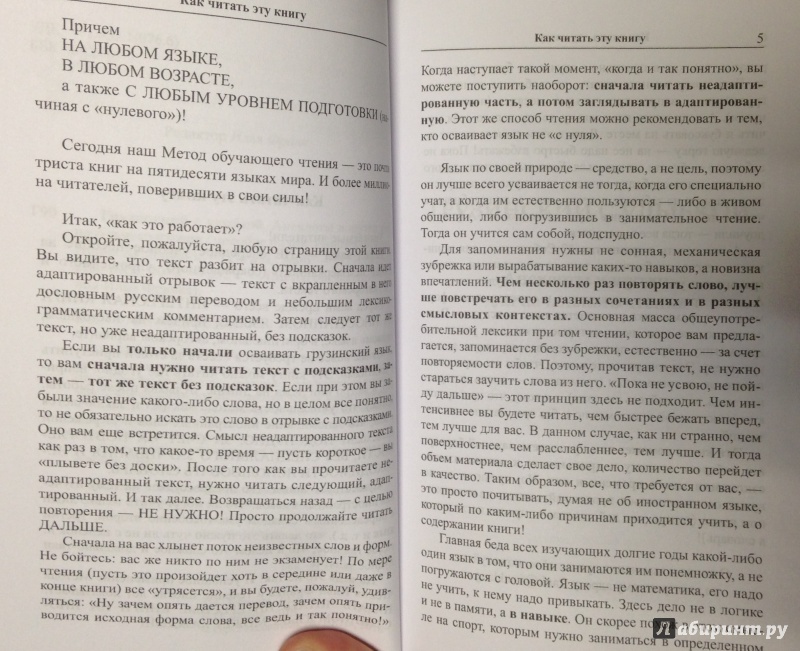 Как читать эту книгу
Причем
НА ЛЮБОМ ЯЗЫКЕ,
В ЛЮБОМ ВОЗРАСТЕ,
а также С ЛЮБЫМ УРОВНЕМ ПОДГОТОВКИ (на-
чиная с «нулевого»)!
Сегодня наш Метод обучающего чтения — это почти
триста книг на пятидесяти языках мира. И более миллио-
на читателей, поверивших в свои силы!
Итак, «как это работает»?
Откройте, пожалуйста, любую страницу этой книги.
Вы видите, что текст разбит на отрывки. Сначала идет
адаптированный отрывок — текст с вкрапленным в него
дословным русским переводом и небольшим лексико-
грамматическим комментарием. Затем следует тот же
текст, но уже неадаптированный, без подсказок.
Если вы только начали осваивать грузинский язык,
то вам сначала нужно читать текст с подсказками, за-
тем — тот же текст без подсказок. Если при этом вы за-
были значение какого-либо слова, но в целом все понятно,
то не обязательно искать это слово в отрывке с подсказками.
Оно вам еще встретится. Смысл неадаптированного текста
как раз в том, что какое-то время — пусть короткое — вы
«плывете без доски». После того как вы прочитаете не-
адаптированный текст, нужно читать следующий, адап-
тированный. И так далее. Возвращаться назад — с целью
повторения — НЕ НУЖНО! Просто продолжайте читать
ДАЛЬШЕ.
Сначала на вас хлынет поток неизвестных слов и форм.
Не бойтесь: вас же никто по ним не экзаменует! По мере
чтения (пусть это произойдет хоть в середине или даже в
конце книги) все «утрясется», и вы будете, пожалуй, удив-
ляться: «Ну зачем опять дается перевод, зачем опять при-
водится исходная форма слова, все ведь и так понятно!»
Как читать эту книгу 5
Когда наступает такой момент, «когда и так понятно», вы
можете поступить наоборот: сначала читать неадапти-
рованную часть, а потом заглядывать в адаптирован-
ную. Этот же способ чтения можно рекомендовать и тем,
кто осваивает язык не «с нуля».
Язык по своей природе — средство, а не цель, поэтому
он лучше всего усваивается не тогда, когда его специально
учат, а когда им естественно пользуются — либо в живом
общении, либо погрузившись в занимательное чтение.
Тогда он учится сам собой, подспудно.
Для запоминания нужны не сонная, механическая
зубрежка или вырабатывание каких-то навыков, а новизна
впечатлений. Чем несколько раз повторять слово, луч-
ше повстречать его в разных сочетаниях и в разных
смысловых контекстах. Основная масса общеупотре-
бительной лексики при том чтении, которое вам предла-
гается, запоминается без зубрежки, естественно — за счет
повторяемости слов. Поэтому, прочитав текст, не нужно
стараться заучить слова из него. «Пока не усвою, не пой-
ду дальше» — этот принцип здесь не подходит. Чем ин-
тенсивнее вы будете читать, чем быстрее бежать вперед,
тем лучше для вас. В данном случае, как ни странно, чем
поверхностнее, чем расслабленнее, тем лучше. И тогда
объем материала сделает свое дело, количество перейдет
в качество. Таким образом, все, что требуется от вас, —
это просто почитывать, думая не об иностранном языке,
который по каким-либо причинам приходится учить, а о
содержании книги!
Главная беда всех изучающих долгие годы какой-либо
один язык в том, что они занимаются им понемножку, а не
погружаются с головой. Язык — не математика, его надо
не учить, к нему надо привыкать. Здесь дело не в логике
и не в памяти, а в навыке. Он скорее
ле на спорт, которым нужно заниматься в определенном
Лабиринт.ру